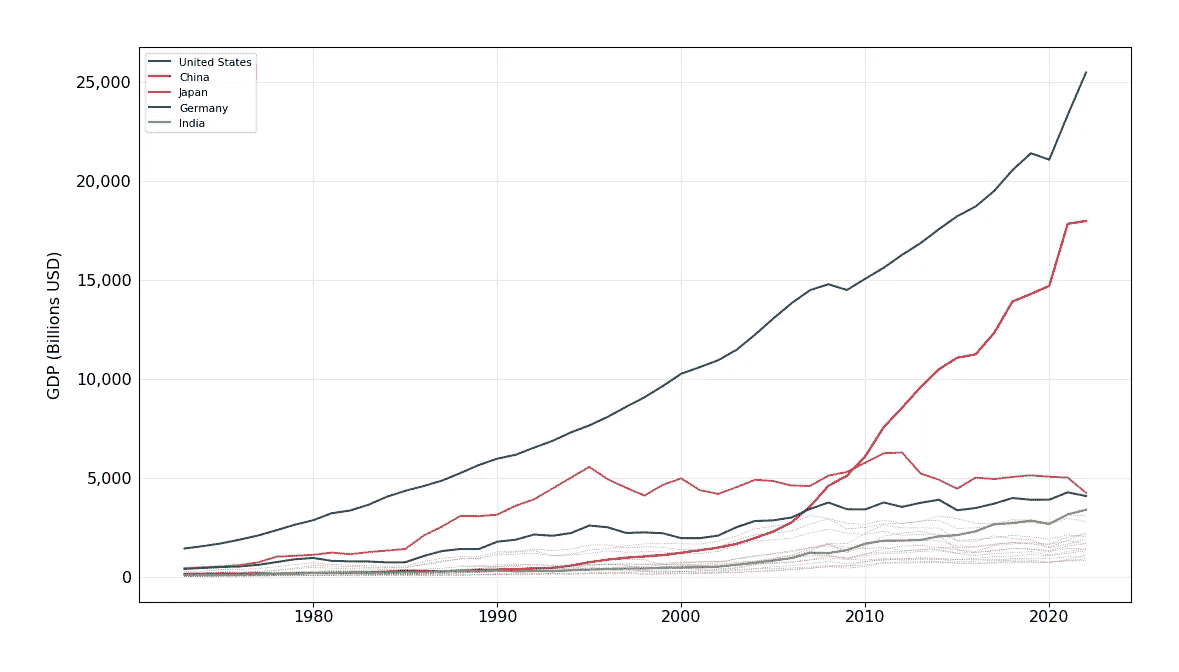 United States
China
Japan
Germany
India
25,000
20,000
15,000
10,000
5,000
0
GDP (Billions USD)
1980
1990
2000
2010
2020